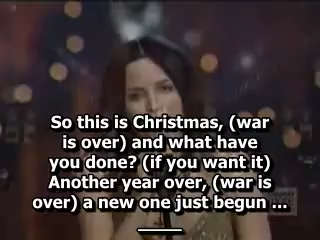 So this is Christmas, (war
is over) and what have
you done? (if you want it)
Another year over, (war is
over) a new one just begun ...